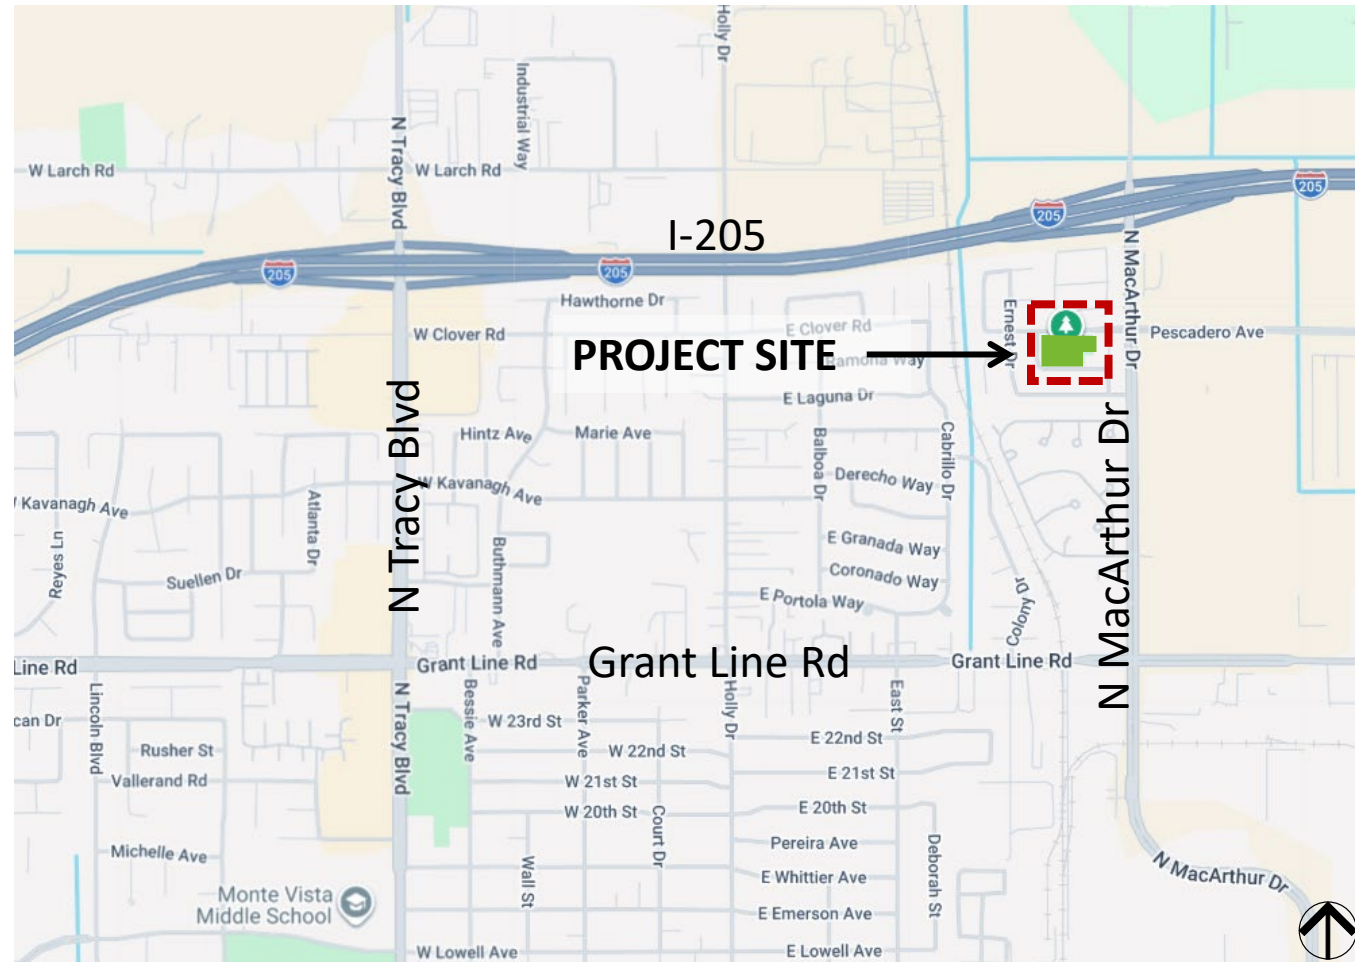 Holly Dr
Industrial Way
N Tracy Blvd
W Larch Rd
W Larch Rd
205
205
I-205
205
205
N MacArthur Dr
Hawthorne Dr
Ernest Dr
W Clover Rd
E Clover Rd
Pescadero Ave
PROJECT SITE
Ramona Way
E Laguna Dr
N Tracy Blvd
Hintz Ave
Marie Ave
Balboa Dr
Cabrillo Dr
N MacArthur Dr
Derecho Way
W Kavanagh Ave
Kavanagh Ave
Atlanta Dr
Reyes Ln
Suellen Dr
Buthmann Ave
E Granada Way
Coronado Way
E Portola Way
Colony Dr
Line Rd
Grant Line Rd
Grant Line Rd
Grant Line Rd
Lincoln Blvd
N Tracy Blvd
Bessie Ave
Parker Ave
Holly Dr
East St
can Dr
W 23rd St
Rusher St
W 22nd St
E 22nd St
Vallerand Rd
W 21st St
E 21st St
W 20th St
Court Dr
E 20th St
Michelle Ave
Pereira Ave
Deborah St
Wall St
E Whittier Ave
N MacArthur Dr
Monte Vista
Middle School
E Emerson Ave
W Lowell Ave
E Lowell Ave